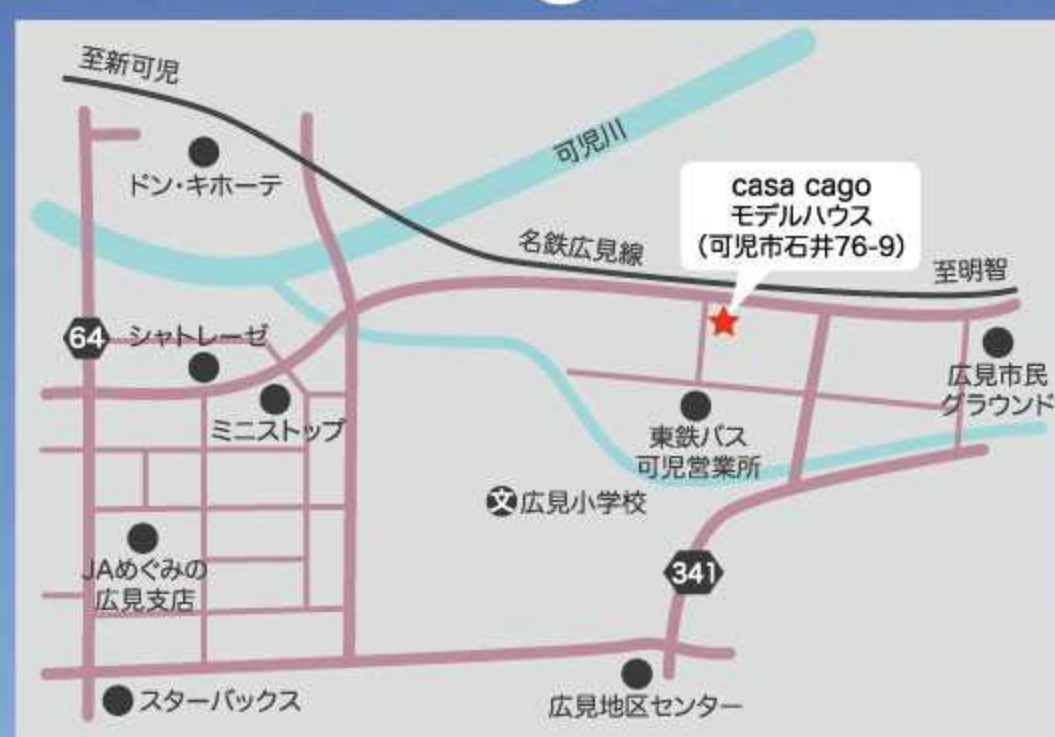 至新可児
可児川
ドン・キホーテ
casa cago
モデルハウス
(可児市石井76-9)
名鉄広見線
至明智
64
シャトレーゼ
ミニストップ
広見市民
グラウンド
東鉄バス
可児営業所
文
広見小学校
JAめぐみの
広見支店
341
スターバックス
広見地区センター